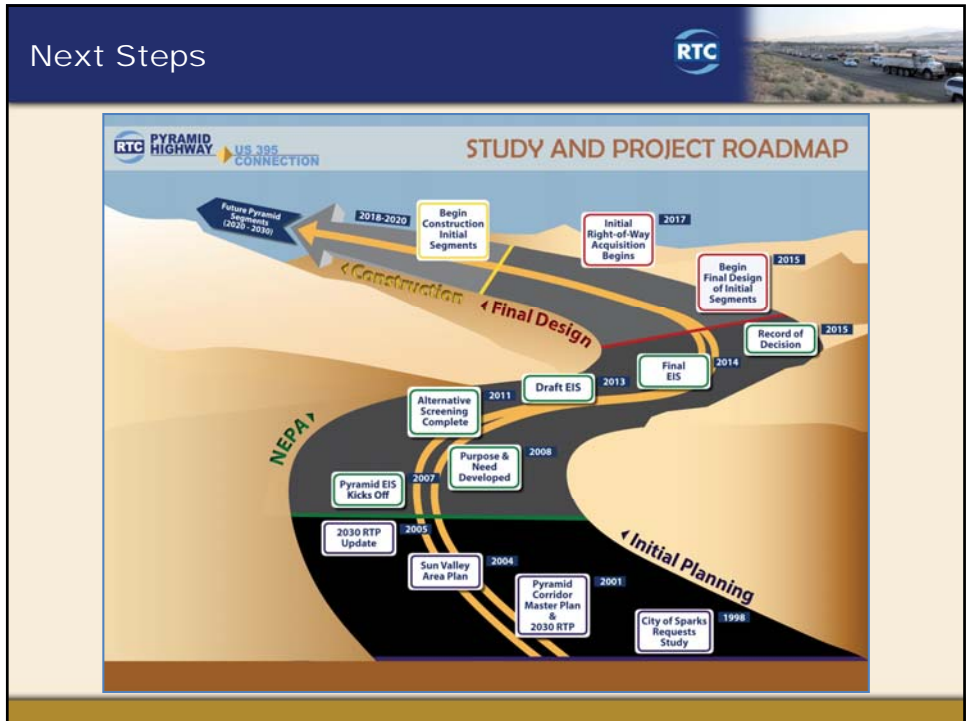 Next Steps
RTC
RTC PYRAMID
HIGHWAY US 395
CONNECTION
STUDY AND PROJECT ROADMAP
Future Pyramid
Segments
(2020 - 2030)
2018-2020
Begin
Construction
Initial
Segments
Initial
Right-of-Way
Acquisition
Begins
2017
Begin
Final Design
of Initial
Segments
2015
Construction
Final Design
Record of
Decision
2015
Final
EIS
2014
Draft EIS
2013
Alternative
Screening
Complete
2011
NEPA
Purpose &
Need
Developed
2008
Pyramid EIS
Kicks Off
2007
2030 RTP
Update
2005
Initial Planning
Sun Valley
Area Plan
2004
Pyramid
Corridor
Master Plan
&
2030 RTP
2001
City of Sparks
Requests
Study
1998